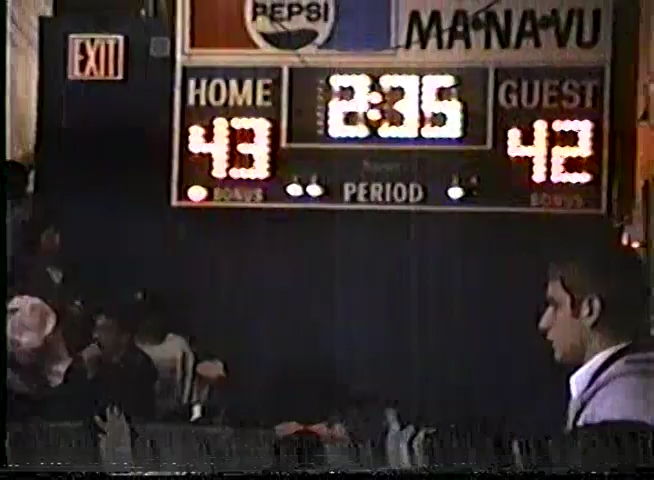 PEPSI
MA•NA•VU
EXIT
HOME 2:35 GUEST
43 42
BONUS PERIOD BONUS